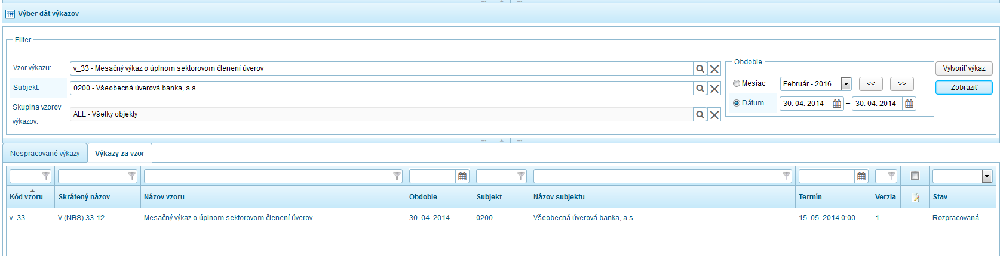 Výber dát výkazov
Filter
Vzor výkazu: v_33 - Mesačný výkaz o úplnom sektorovom členení úverov
Subjekt: 0200 - Všeobecná úverová banka, a.s.
Skupina vzorov výkazov: ALL - Všetky objekty
Obdobie
Mesiac Február - 2016 << >>
Dátum 30. 04. 2014 – 30. 04. 2014
Vytvoriť výkaz
Zobraziť
Nespracované výkazy Výkazy za vzor
Kód vzoru Skrátený názov Názov vzoru Obdobie Subjekt Názov subjektu Termín Verzia Stav
v_33 V (NBS) 33-12 Mesačný výkaz o úplnom sektorovom členení úverov 30. 04. 2014 0200 Všeobecná úverová banka, a.s. 15. 05. 2014 0:00 1 Rozpracovaná